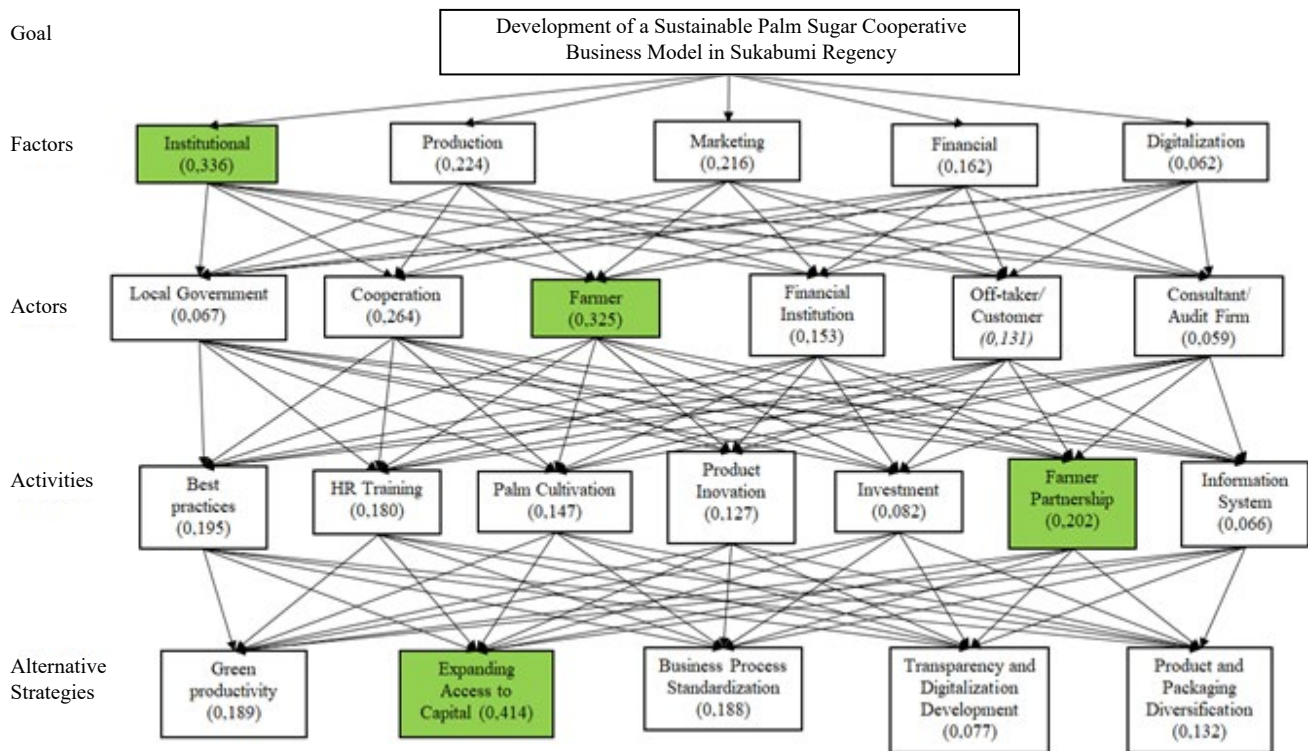 Goal
Development of a Sustainable Palm Sugar Cooperative
Business Model in Sukabumi Regency
Factors
Institutional
(0,336)
Production
(0,224)
Marketing
(0,216)
Financial
(0,162)
Digitalization
(0,062)
Actors
Local Government
(0,067)
Cooperation
(0,264)
Farmer
(0,325)
Financial
Institution
(0,153)
Off-taker/
Customer
(0,131)
Consultant/
Audit Firm
(0,059)
Activities
Best
practices
(0,195)
HR Training
(0,180)
Palm Cultivation
(0,147)
Product
Inovation
(0,127)
Investment
(0,082)
Farmer
Partnership
(0,202)
Information
System
(0,066)
Alternative
Strategies
Green
productivity
(0,189)
Expanding
Access to
Capital (0,414)
Business Process
Standardization
(0,188)
Transparency and
Digitalization
Development
(0,077)
Product and
Packaging
Diversification
(0,132)